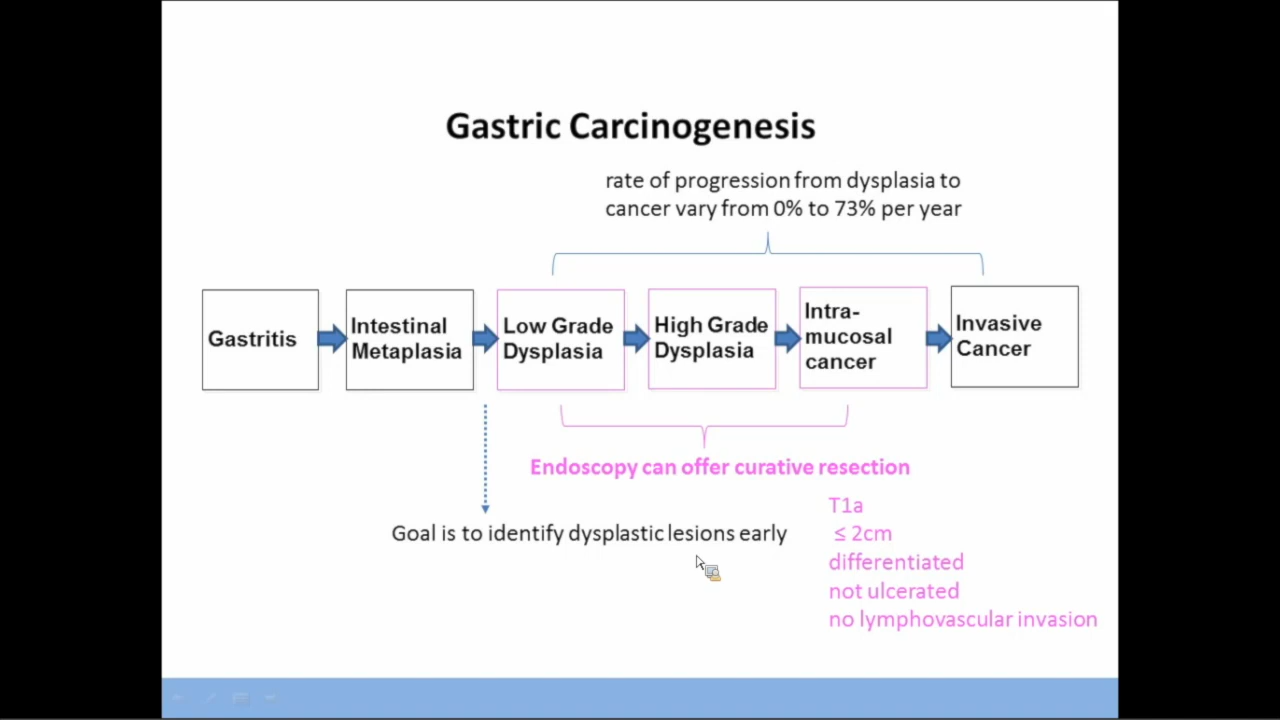 Gastric Carcinogenesis
rate of progression from dysplasia to
cancer vary from 0% to 73% per year
Gastritis
Intestinal
Metaplasia
Low Grade
Dysplasia
High Grade
Dysplasia
Intra-
mucosal
cancer
Invasive
Cancer
Endoscopy can offer curative resection
T1a
≤ 2cm
differentiated
not ulcerated
no lymphovascular invasion
Goal is to identify dysplastic lesions early